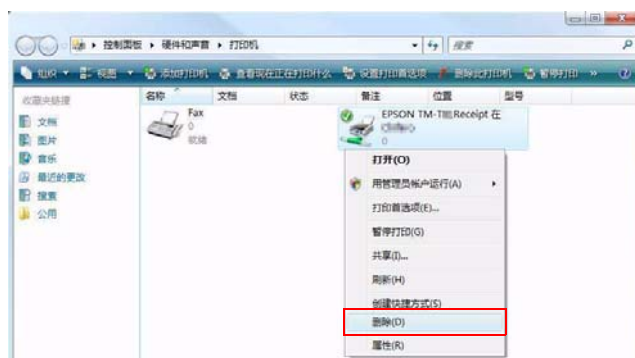 控制面板 ▸ 硬件和声音 ▸ 打印机
搜索
组织 视图 添加打印机 查看现在正在打印什么 设置打印首选项 删除此打印机 暂停打印 »
收藏夹链接
文档
图片
音乐
最近的更改
搜索
公用
名称 文档 状态 备注 位置 型号
Fax
0
就绪
EPSON TM-T Receipt 在
0
打开(O)
用管理员帐户运行(A)
打印首选项(E)...
暂停打印(G)
共享(I)...
刷新(H)
创建快捷方式(S)
删除(D)
属性(R)